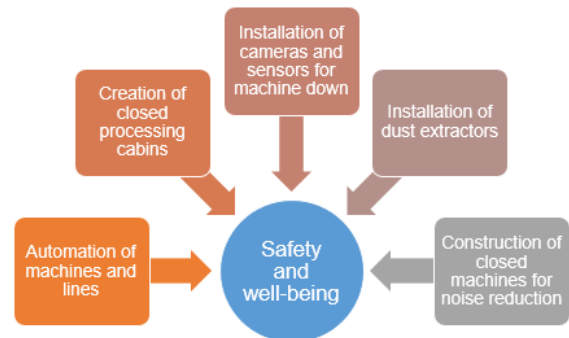 Installation of
cameras and
sensors for
machine down
Creation of
closed
processing
cabins
Installation of
dust extractors
Automation of
machines and
lines
Safety
and
well-being
Construction of
closed
machines for
noise reduction